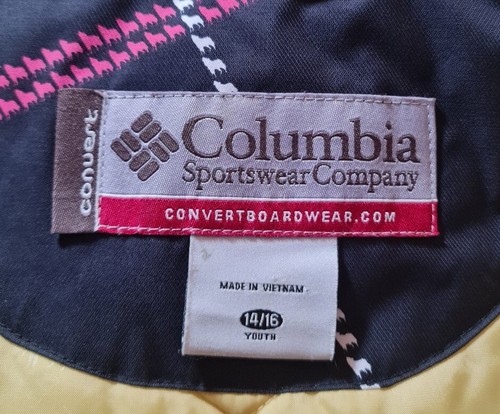 convert
Columbia
Sportswear Company
CONVERTBOARDWEAR.COM
MADE IN VIETNAM
14/16
YOUTH